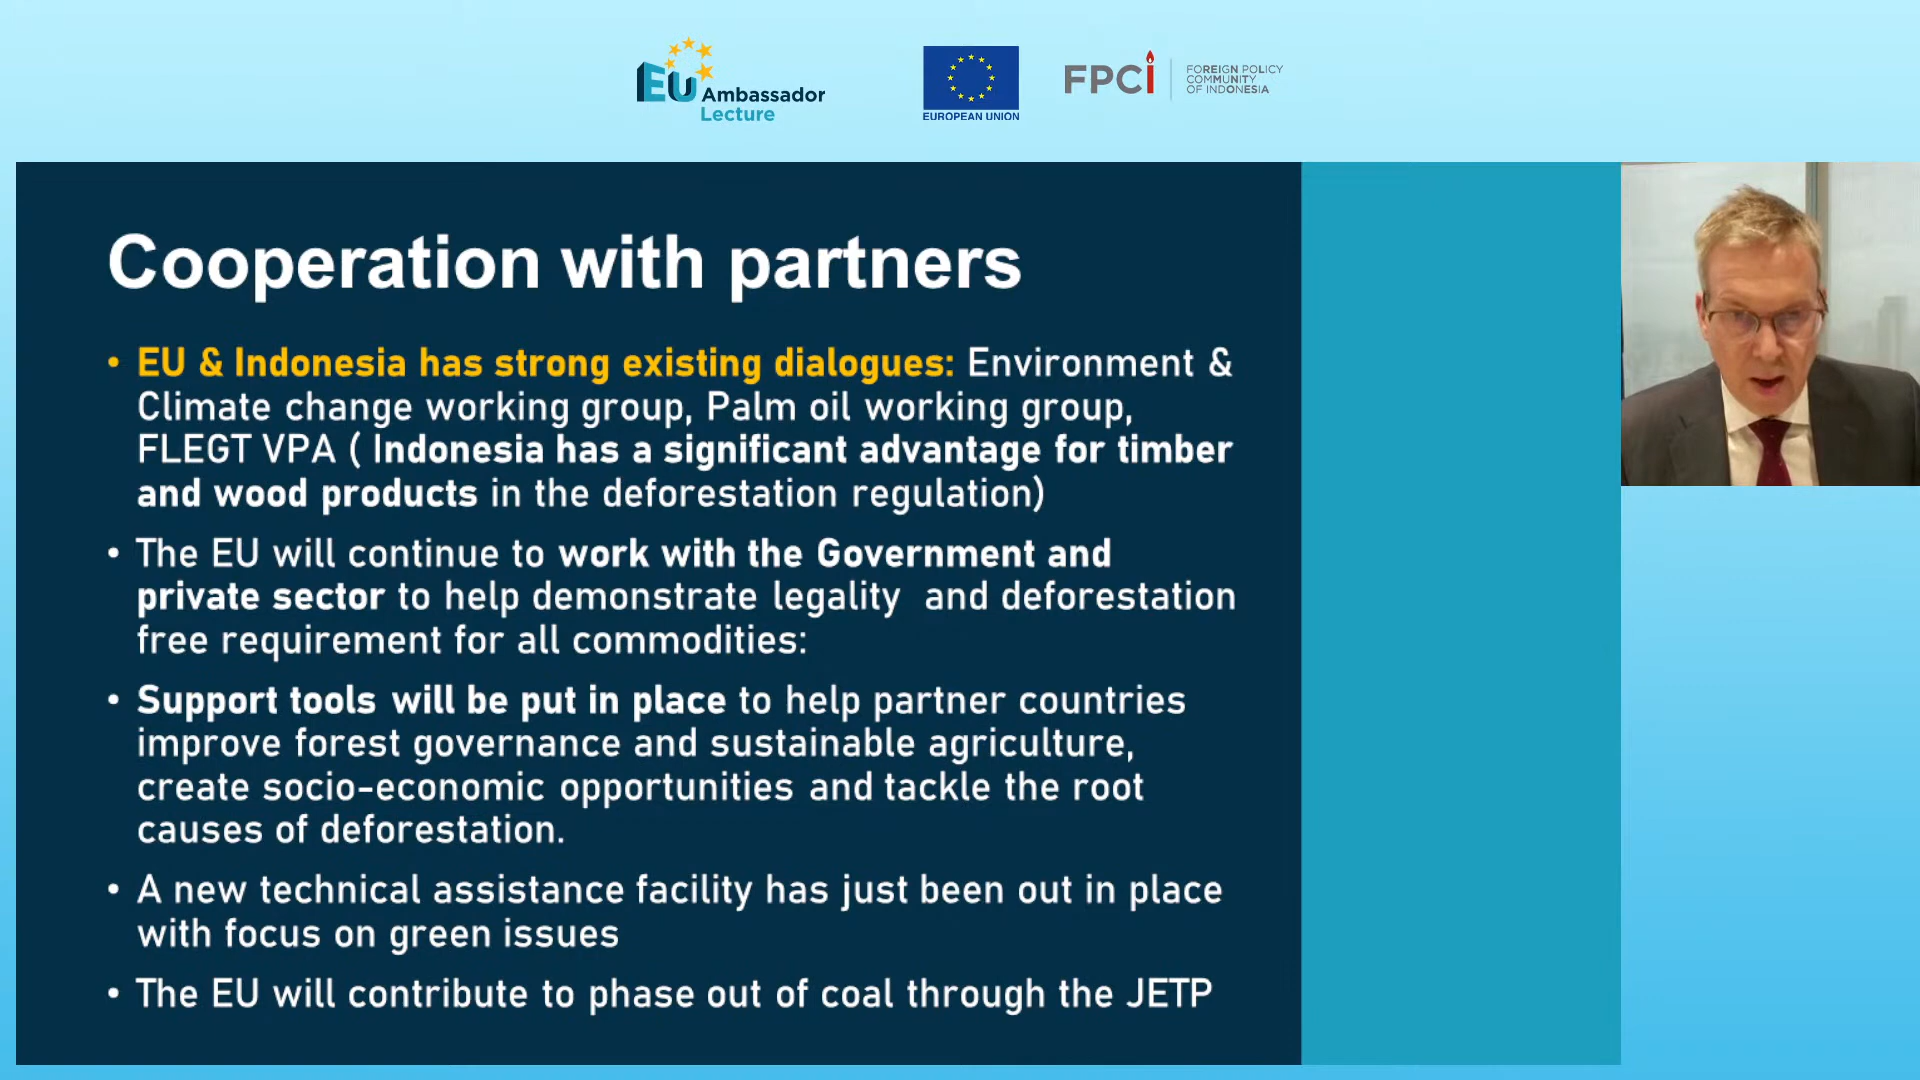 EU Ambassador
Lecture
EUROPEAN UNION
FPCI
FOREIGN POLICY
COMMUNITY
OF INDONESIA
Cooperation with partners
• EU & Indonesia has strong existing dialogues: Environment &
Climate change working group, Palm oil working group,
FLEGT VPA ( Indonesia has a significant advantage for timber
and wood products in the deforestation regulation)
• The EU will continue to work with the Government and
private sector to help demonstrate legality  and deforestation
free requirement for all commodities:
• Support tools will be put in place to help partner countries
improve forest governance and sustainable agriculture,
create socio-economic opportunities and tackle the root
causes of deforestation.
• A new technical assistance facility has just been out in place
with focus on green issues
• The EU will contribute to phase out of coal through the JETP